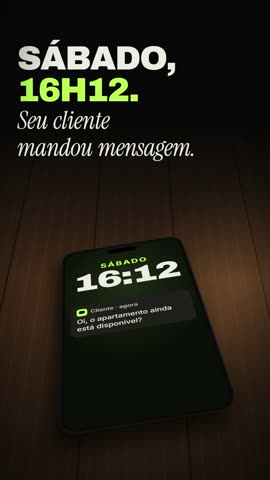 SÁBADO,
16H12.
Seu cliente
mandou mensagem.
SÁBADO
16:12
Cliente · agora
Oi, o apartamento ainda
está disponível?